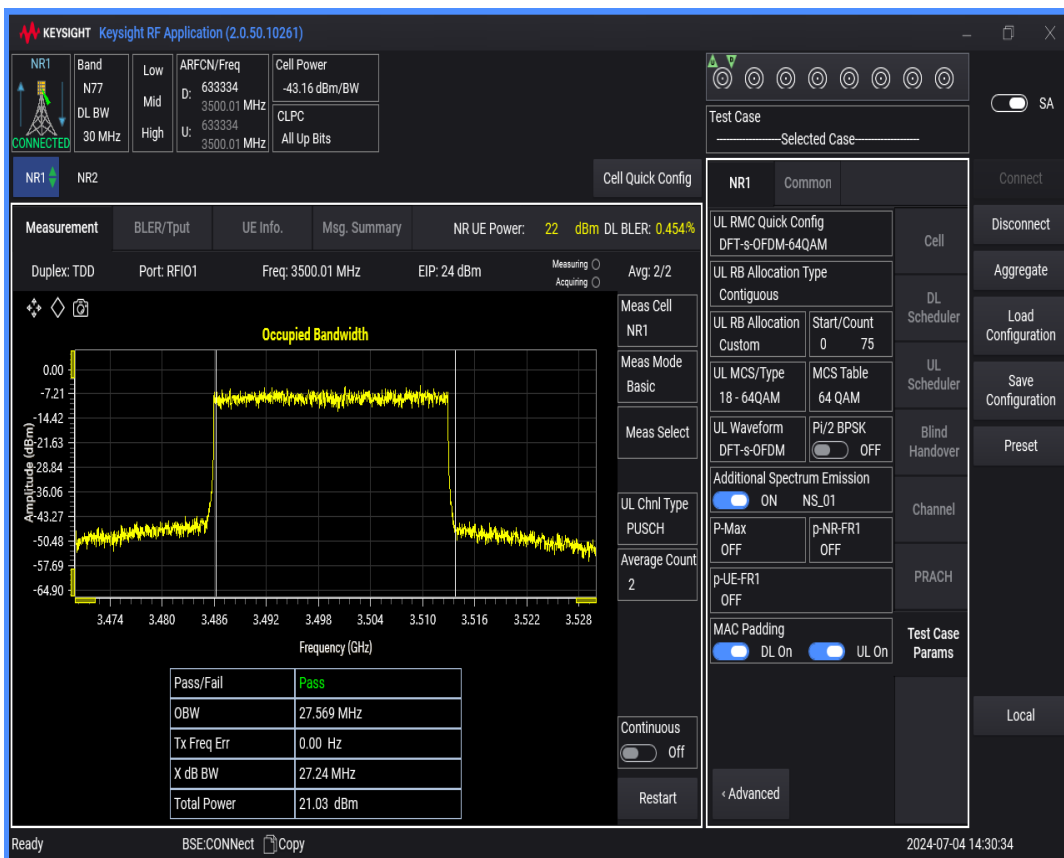 KEYSIGHT Keysight RF Application (2.0.50.10261)
NR1
CONNECTED
Band
N77
DL BW
30 MHz
Low
Mid
High
ARFCN/Freq
D: 633334
3500.01 MHz
U: 633334
3500.01 MHz
Cell Power
-43.16 dBm/BW
CLPC
All Up Bits
Test Case
-------------------Selected Case-------------------
SA
NR1
NR2
Cell Quick Config
Measurement
BLER/Tput
UE Info.
Msg. Summary
NR UE Power: 22 dBm DL BLER: 0.454%
Duplex: TDD
Port: RFIO1
Freq: 3500.01 MHz
EIP: 24 dBm
Measuring
Acquiring
Avg: 2/2
Occupied Bandwidth
Amplitude (dBm)
0.00
-7.21
-14.42
-21.63
-28.84
-36.06
-43.27
-50.48
-57.69
-64.90
3.474 3.480 3.486 3.492 3.498 3.504 3.510 3.516 3.522 3.528
Frequency (GHz)
Pass/Fail Pass
OBW 27.569 MHz
Tx Freq Err 0.00 Hz
X dB BW 27.24 MHz
Total Power 21.03 dBm
Meas Cell
NR1
Meas Mode
Basic
Meas Select
UL Chnl Type
PUSCH
Average Count
2
Continuous
Off
Restart
NR1
Common
UL RMC Quick Config
DFT-s-OFDM-64QAM
UL RB Allocation Type
Contiguous
UL RB Allocation
Custom
Start/Count
0 75
UL MCS/Type
18 - 64QAM
MCS Table
64 QAM
UL Waveform
DFT-s-OFDM
Pi/2 BPSK
OFF
Additional Spectrum Emission
ON NS_01
P-Max
OFF
p-NR-FR1
OFF
p-UE-FR1
OFF
MAC Padding
DL On UL On
‹ Advanced
Cell
DL
Scheduler
UL
Scheduler
Blind
Handover
Channel
PRACH
Test Case
Params
Connect
Disconnect
Aggregate
Load
Configuration
Save
Configuration
Preset
Local
Ready
BSE:CONNect
Copy
2024-07-04 14:30:34